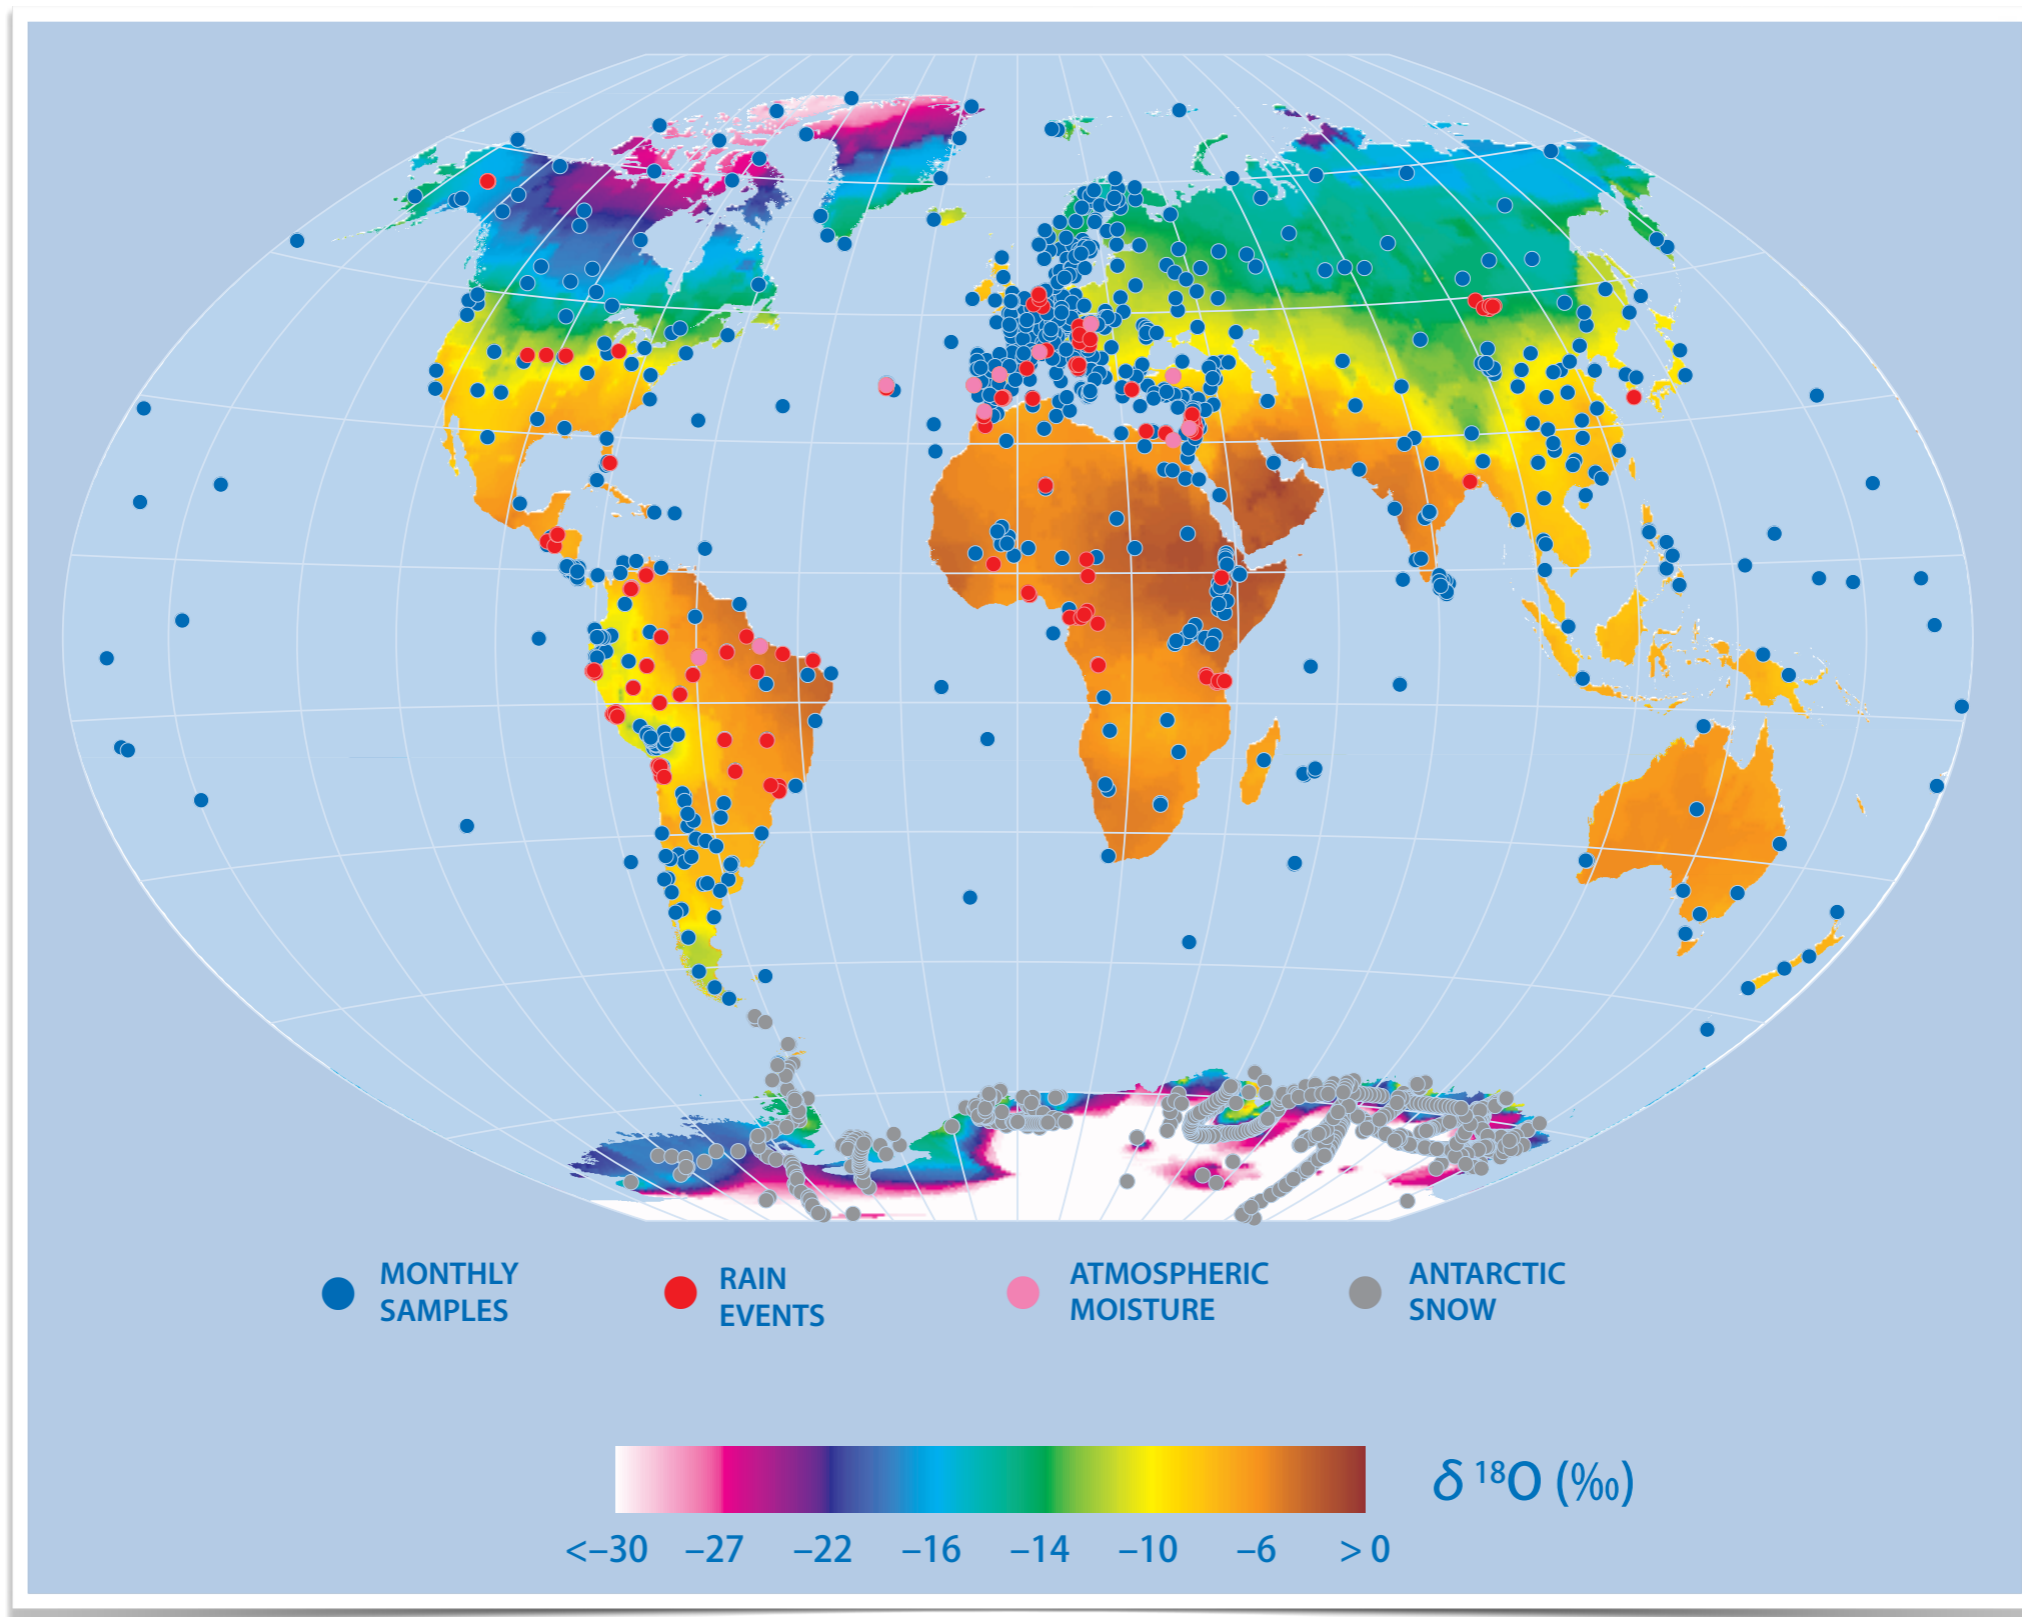 MONTHLY
SAMPLES
RAIN
EVENTS
ATMOSPHERIC
MOISTURE
ANTARCTIC
SNOW
δ ¹⁸O (‰)
<–30 –27 –22 –16 –14 –10 –6 > 0